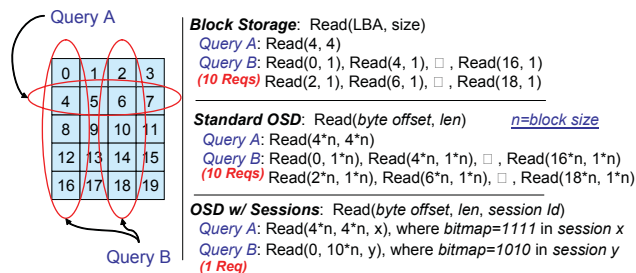 Query A
0 1 2 3
4 5 6 7
8 9 10 11
12 13 14 15
16 17 18 19
Query B
Block Storage: Read(LBA, size)
Query A: Read(4, 4)
Query B: Read(0, 1), Read(4, 1), □ , Read(16, 1)
(10 Reqs) Read(2, 1), Read(6, 1), □ , Read(18, 1)
Standard OSD: Read(byte offset, len) n=block size
Query A: Read(4*n, 4*n)
Query B: Read(0, 1*n), Read(4*n, 1*n), □ , Read(16*n, 1*n)
(10 Reqs) Read(2*n, 1*n), Read(6*n, 1*n), □ , Read(18*n, 1*n)
OSD w/ Sessions: Read(byte offset, len, session Id)
Query A: Read(4*n, 4*n, x), where bitmap=1111 in session x
Query B: Read(0, 10*n, y), where bitmap=1010 in session y
(1 Req)